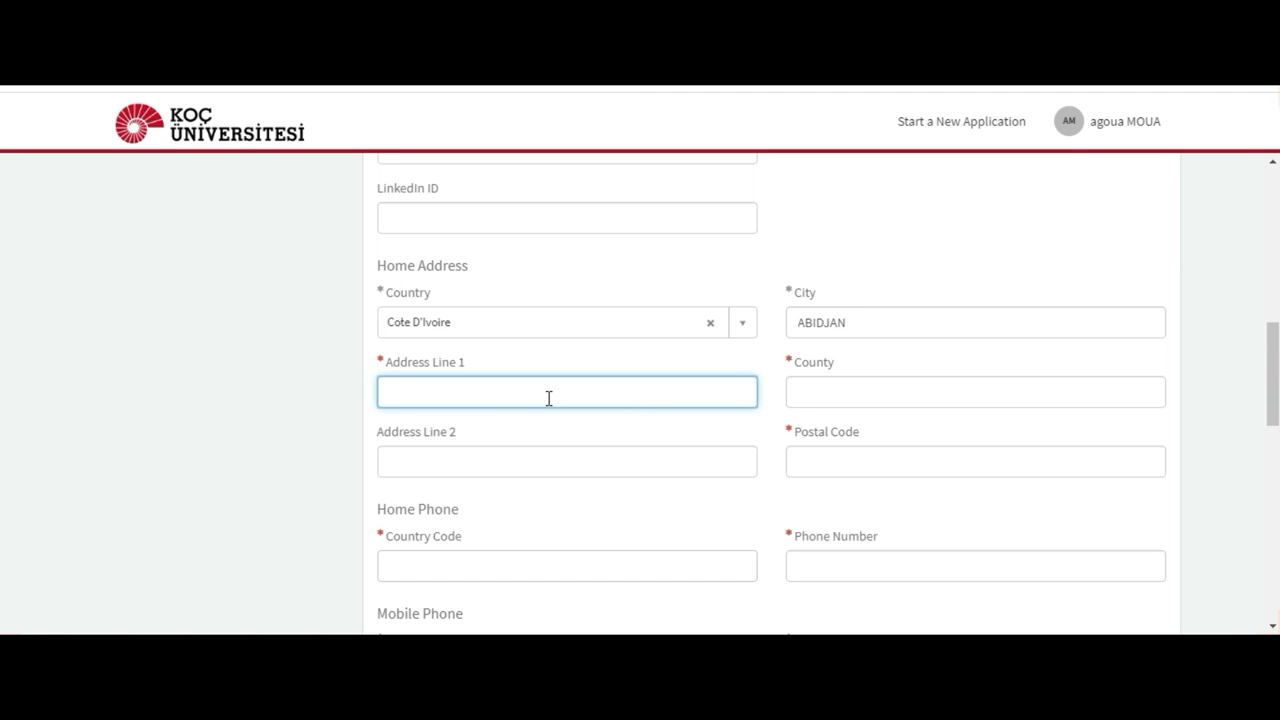 KOÇ
ÜNİVERSİTESİ
Start a New Application
AM
agoua MOUA
LinkedIn ID
Home Address
* Country
* City
Cote D'Ivoire
ABIDJAN
* Address Line 1
* County
Address Line 2
* Postal Code
Home Phone
* Country Code
* Phone Number
Mobile Phone